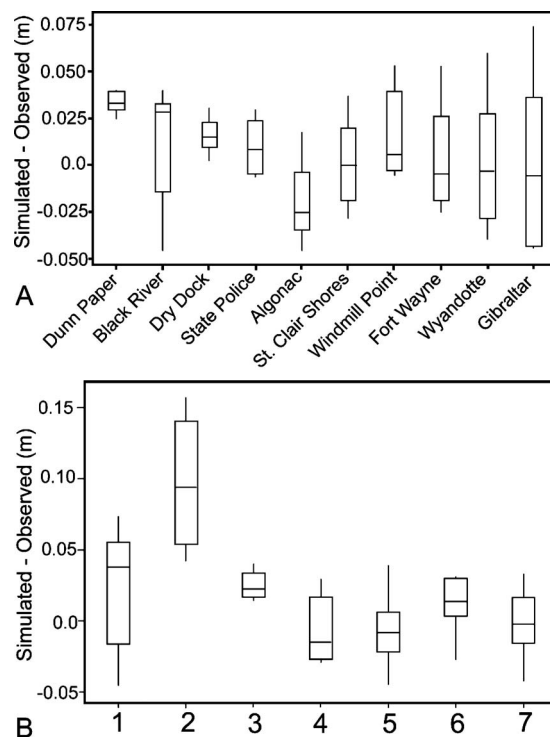 Simulated - Observed (m)
0.075
0.050
0.025
0.0
-0.025
-0.050
A
Dunn Paper
Black River
Dry Dock
State Police
Algonac
St. Clair Shores
Windmill Point
Fort Wayne
Wyandotte
Gibraltar
Simulated - Observed (m)
0.15
0.10
0.05
0.0
-0.05
B
1 2 3 4 5 6 7